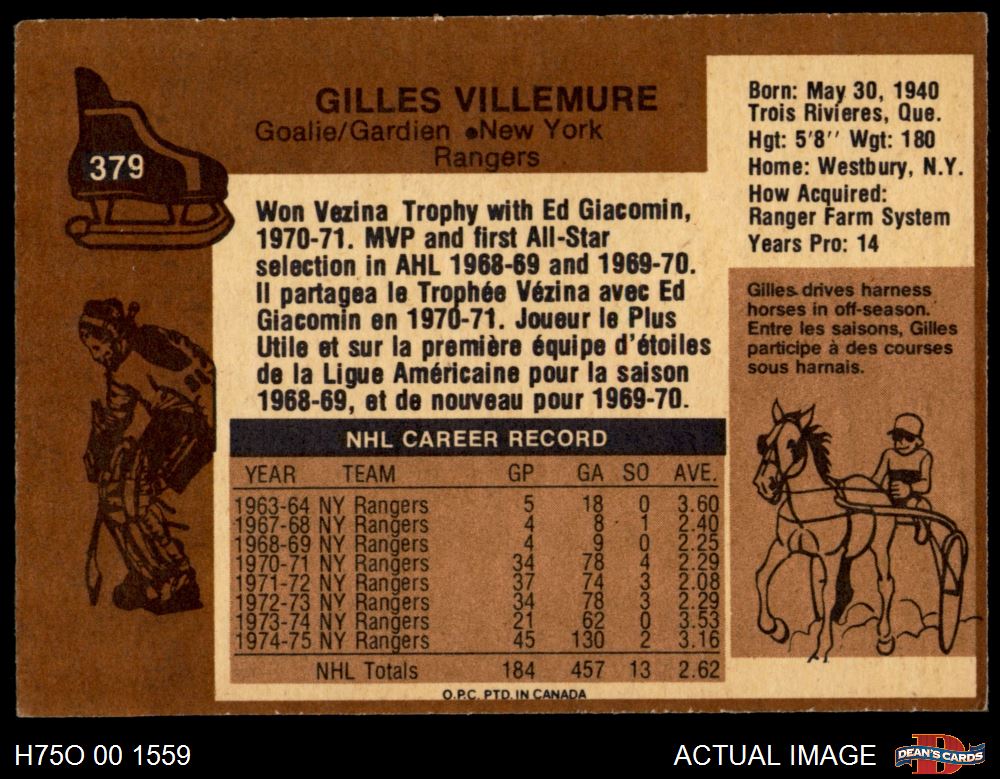 379
GILLES VILLEMURE
Goalie/Gardien •New York
Rangers
Born: May 30, 1940
Trois Rivieres, Que.
Hgt: 5'8'' Wgt: 180
Home: Westbury, N.Y.
How Acquired:
Ranger Farm System
Years Pro: 14
Won Vezina Trophy with Ed Giacomin,
1970-71. MVP and first All-Star
selection in AHL 1968-69 and 1969-70.
Il partagea le Trophée Vézina avec Ed
Giacomin en 1970-71. Joueur le Plus
Utile et sur la première équipe d'étoiles
de la Ligue Américaine pour la saison
1968-69, et de nouveau pour 1969-70.
Gilles drives harness
horses in off-season.
Entre les saisons, Gilles
participe à des courses
sous harnais.
NHL CAREER RECORD
YEAR TEAM GP GA SO AVE.
1963-64 NY Rangers 5 18 0 3.60
1967-68 NY Rangers 4 8 1 2.40
1968-69 NY Rangers 4 9 0 2.25
1970-71 NY Rangers 34 78 4 2.29
1971-72 NY Rangers 37 74 3 2.08
1972-73 NY Rangers 34 78 3 2.29
1973-74 NY Rangers 21 62 0 3.53
1974-75 NY Rangers 45 130 2 3.16
NHL Totals 184 457 13 2.62
O.P.C. PTD. IN CANADA
H75O 00 1559
ACTUAL IMAGE
DEAN'S CARDS